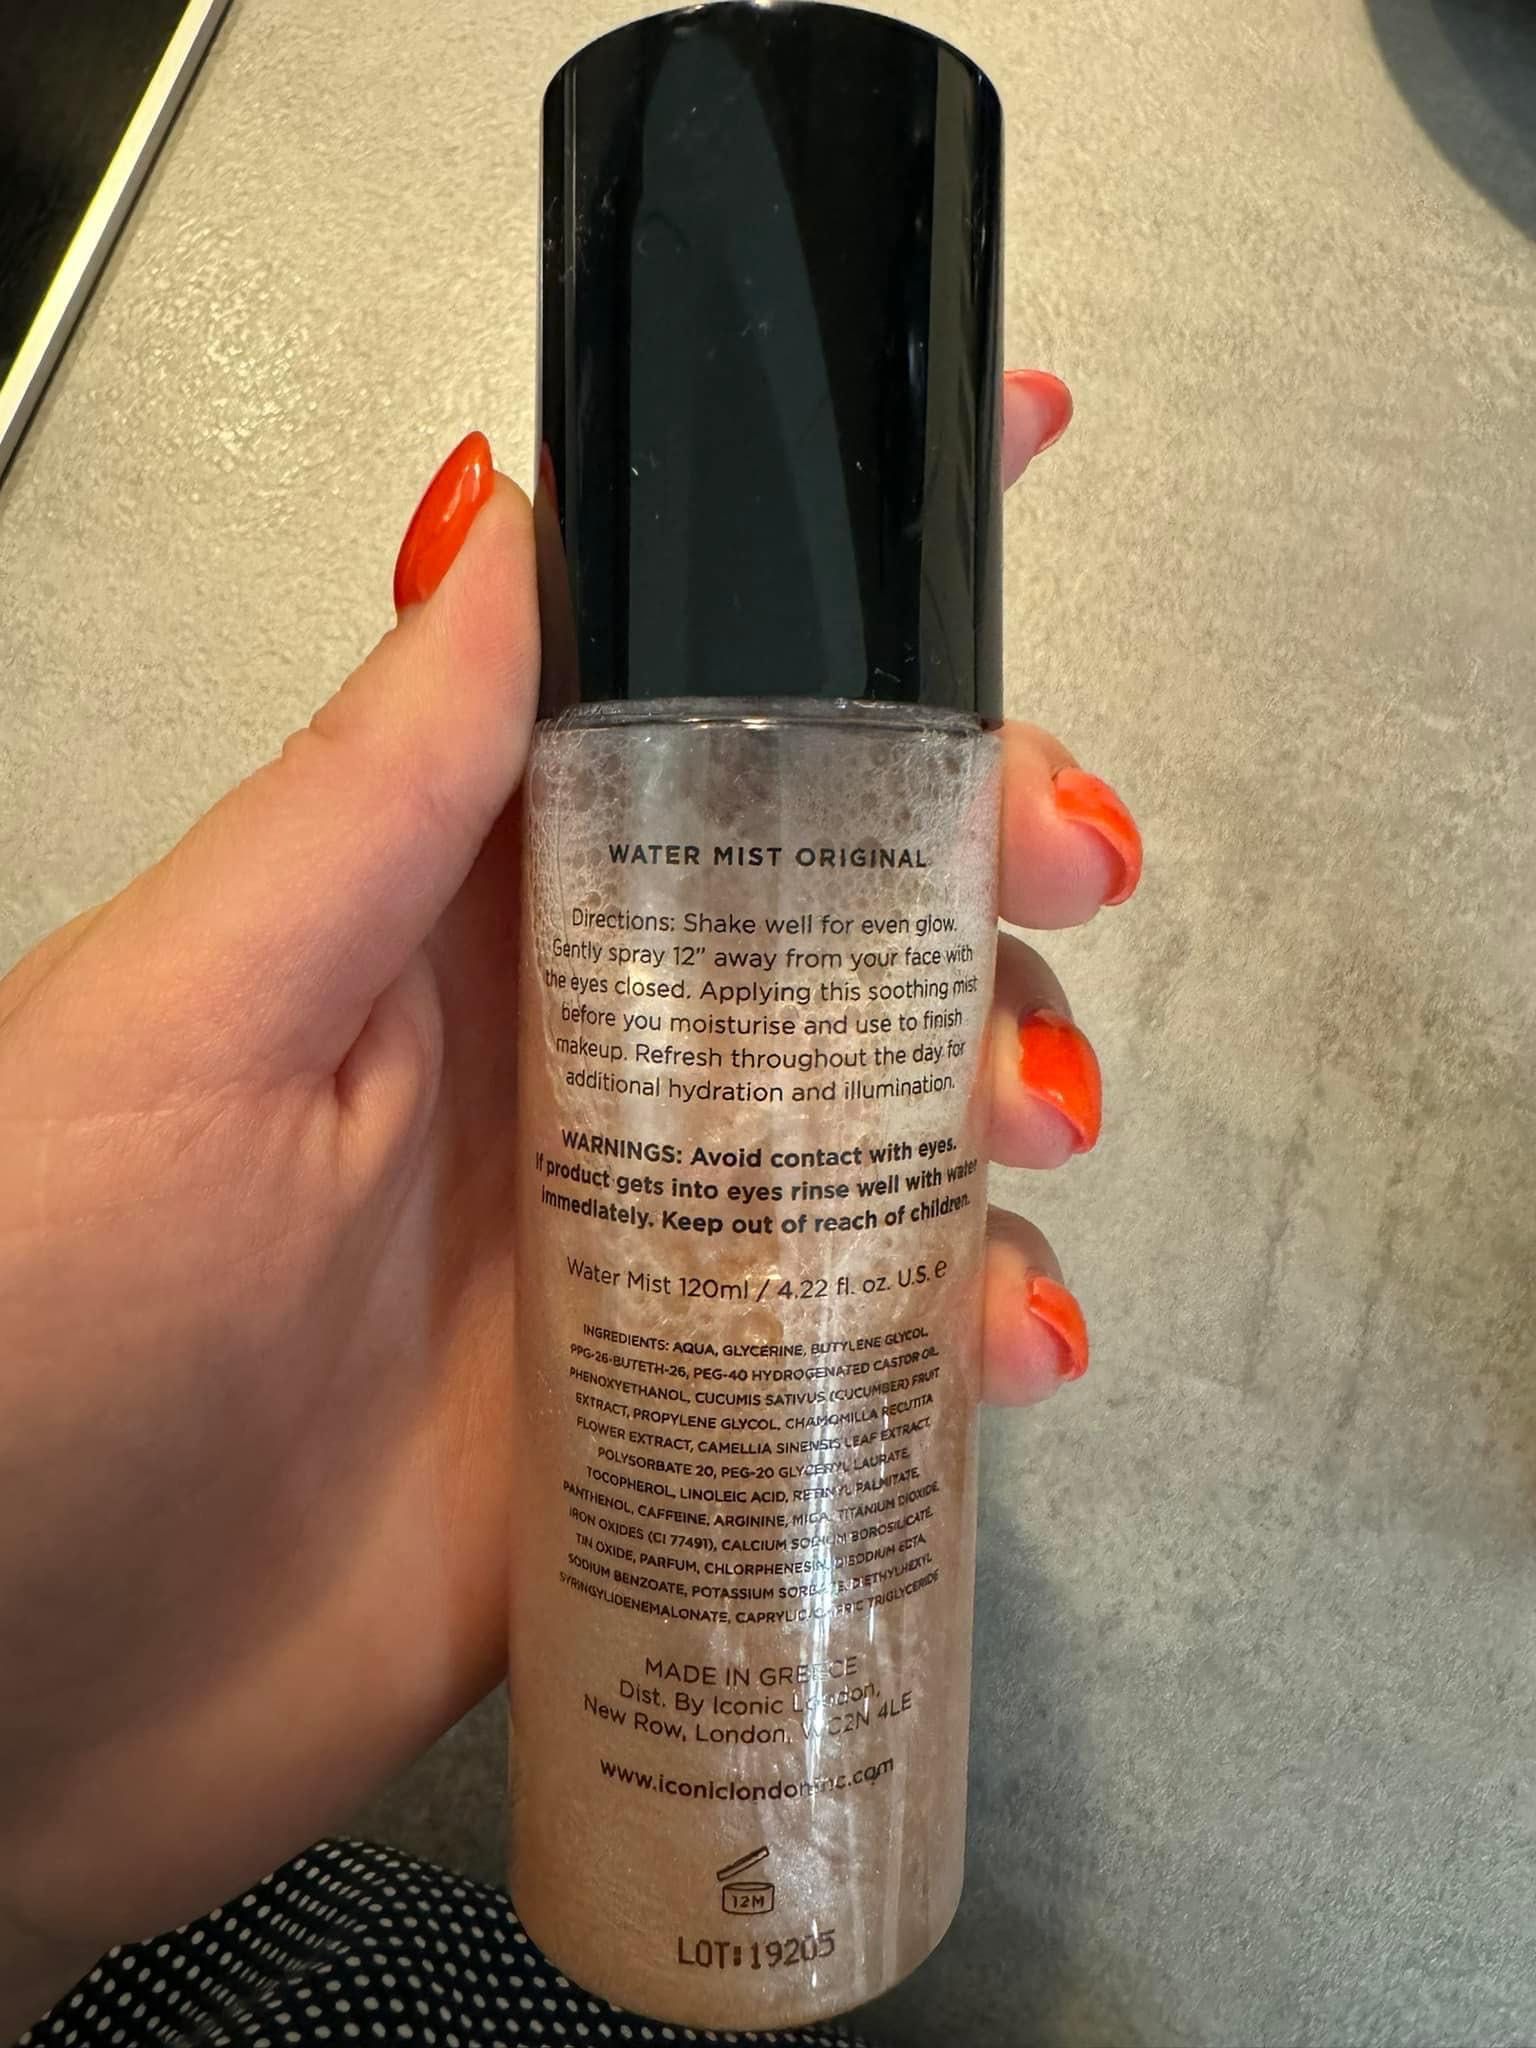 WATER MIST ORIGINAL
Directions: Shake well for even glow.
Gently spray 12” away from your face with
the eyes closed. Applying this soothing mist
before you moisturise and use to finish
makeup. Refresh throughout the day for
additional hydration and illumination.
WARNINGS: Avoid contact with eyes.
If product gets into eyes rinse well with water
immediately. Keep out of reach of children.
Water Mist 120ml / 4.22 fl. oz. U.S. e
INGREDIENTS: AQUA, GLYCERINE, BUTYLENE GLYCOL,
PPG-26-BUTETH-26, PEG-40 HYDROGENATED CASTOR OIL,
PHENOXYETHANOL, CUCUMIS SATIVUS (CUCUMBER) FRUIT
EXTRACT, PROPYLENE GLYCOL, CHAMOMILLA RECUTITA
FLOWER EXTRACT, CAMELLIA SINENSIS LEAF EXTRACT,
POLYSORBATE 20, PEG-20 GLYCERYL LAURATE,
TOCOPHEROL, LINOLEIC ACID, RETINYL PALMITATE,
PANTHENOL, CAFFEINE, ARGININE, MICA, TITANIUM DIOXIDE,
IRON OXIDES (CI 77491), CALCIUM SODIUM BOROSILICATE,
TIN OXIDE, PARFUM, CHLORPHENESIN, DISODIUM EDTA,
SODIUM BENZOATE, POTASSIUM SORBATE, DIETHYLHEXYL
SYRINGYLIDENEMALONATE, CAPRYLIC/CAPRIC TRIGLYCERIDE
MADE IN GREECE
Dist. By Iconic London,
New Row, London, WC2N 4LE
www.iconiclondoninc.com
12M
LOT:19205